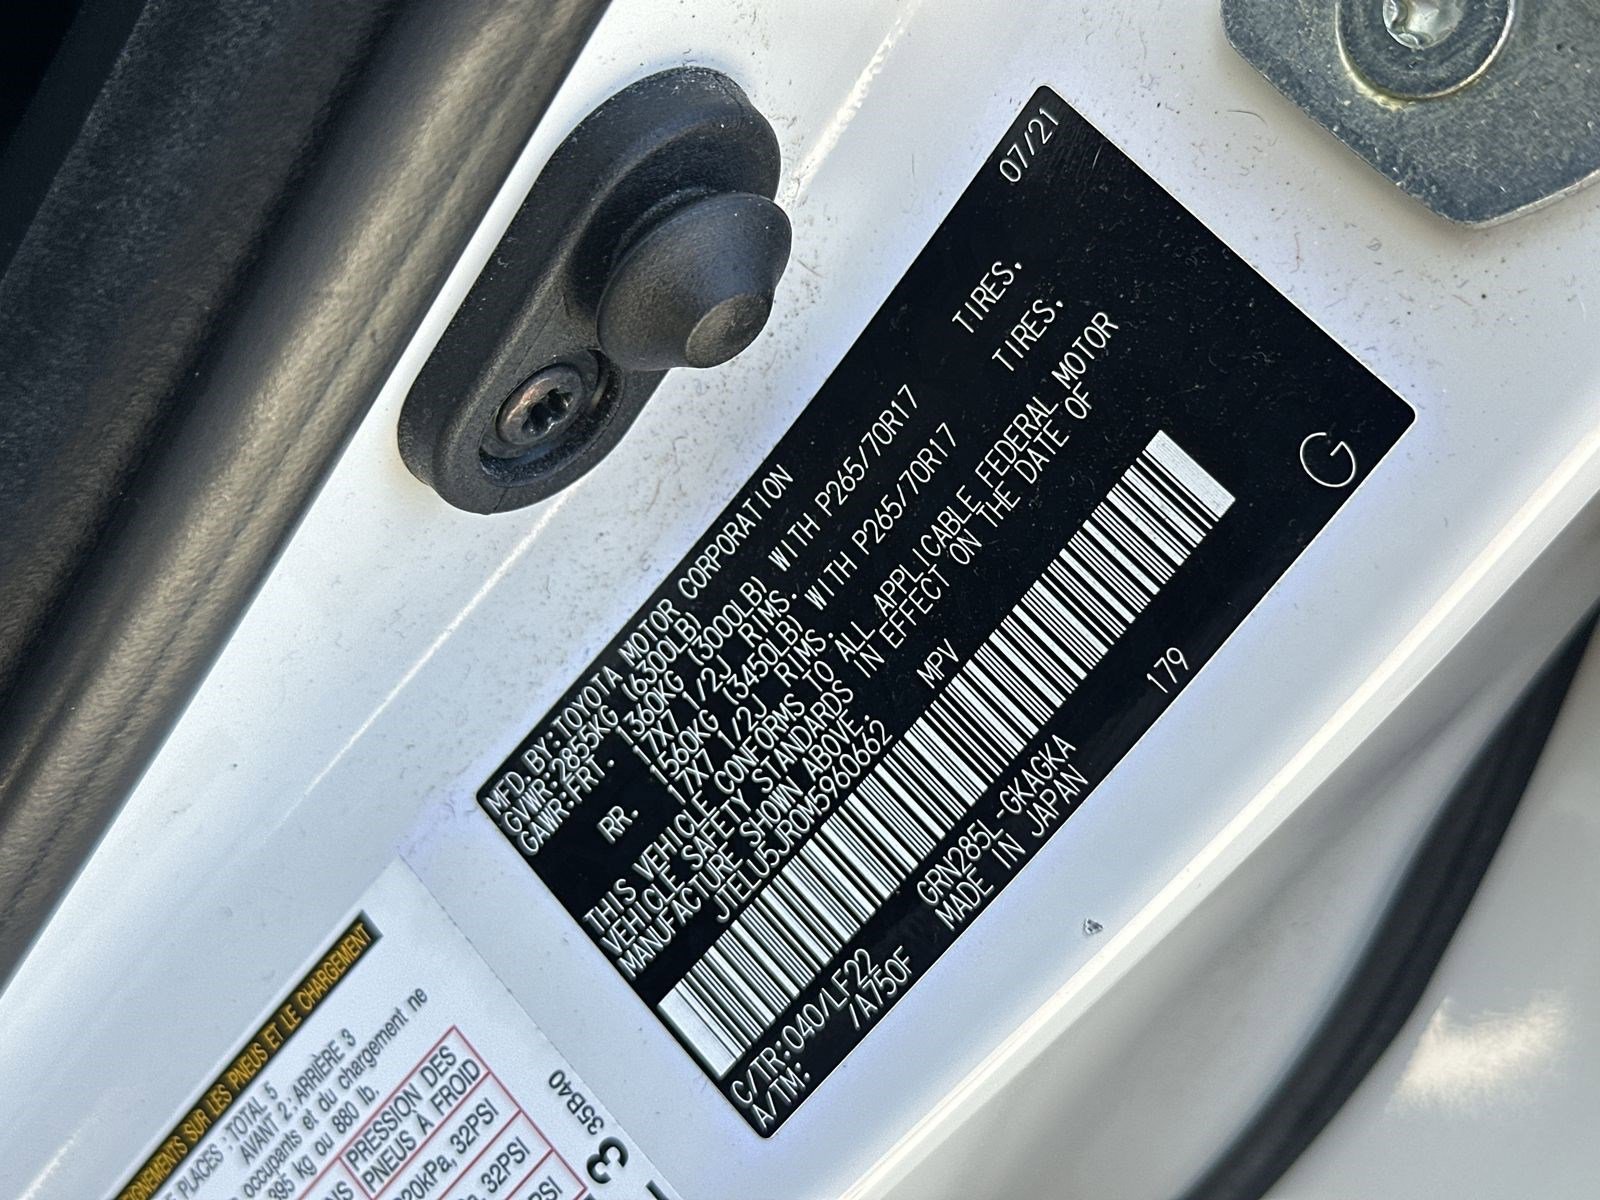 07/21
MFD.BY:TOYOTA MOTOR CORPORATION
GVWR:2855KG (6300LB)
GAWR:FRT. 1360KG (3000LB) WITH P265/70R17 TIRES.
17X7 1/2J RIMS.
RR. 1560KG (3450LB) WITH P265/70R17 TIRES.
17X7 1/2J RIMS.
THIS VEHICLE CONFORMS TO ALL APPLICABLE FEDERAL MOTOR
VEHICLE SAFETY STANDARDS IN EFFECT ON THE DATE OF
MANUFACTURE SHOWN ABOVE.
JTELU5JR0M5960662 MPV
G
C/TR:040/LF22 GRN285L-GKAGKA 179
A/TM: /A750F MADE IN JAPAN
SUR LES PNEUS ET LE CHARGEMENT
PLACES : TOTAL 5
AVANT 2 : ARRIÈRE 3
occupants et du chargement ne
395 kg ou 880 lb.
PRESSION DES
PNEUS À FROID
32PSI
32PSI
35B40
3